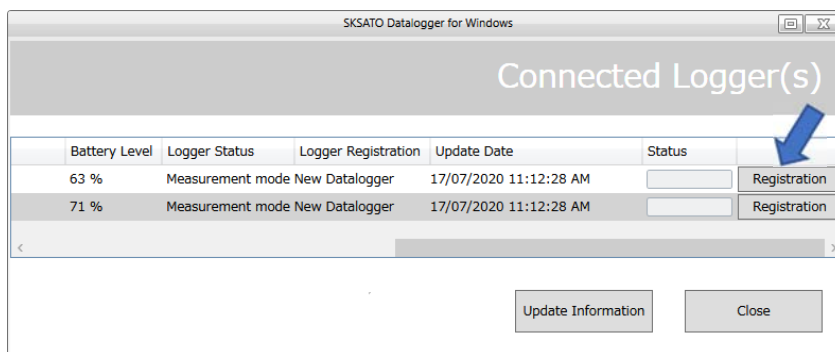 SKSATO Datalogger for Windows
Connected Logger(s)
Battery Level Logger Status Logger Registration Update Date Status
63 % Measurement mode New Datalogger 17/07/2020 11:12:28 AM Registration
71 % Measurement mode New Datalogger 17/07/2020 11:12:28 AM Registration
Update Information Close